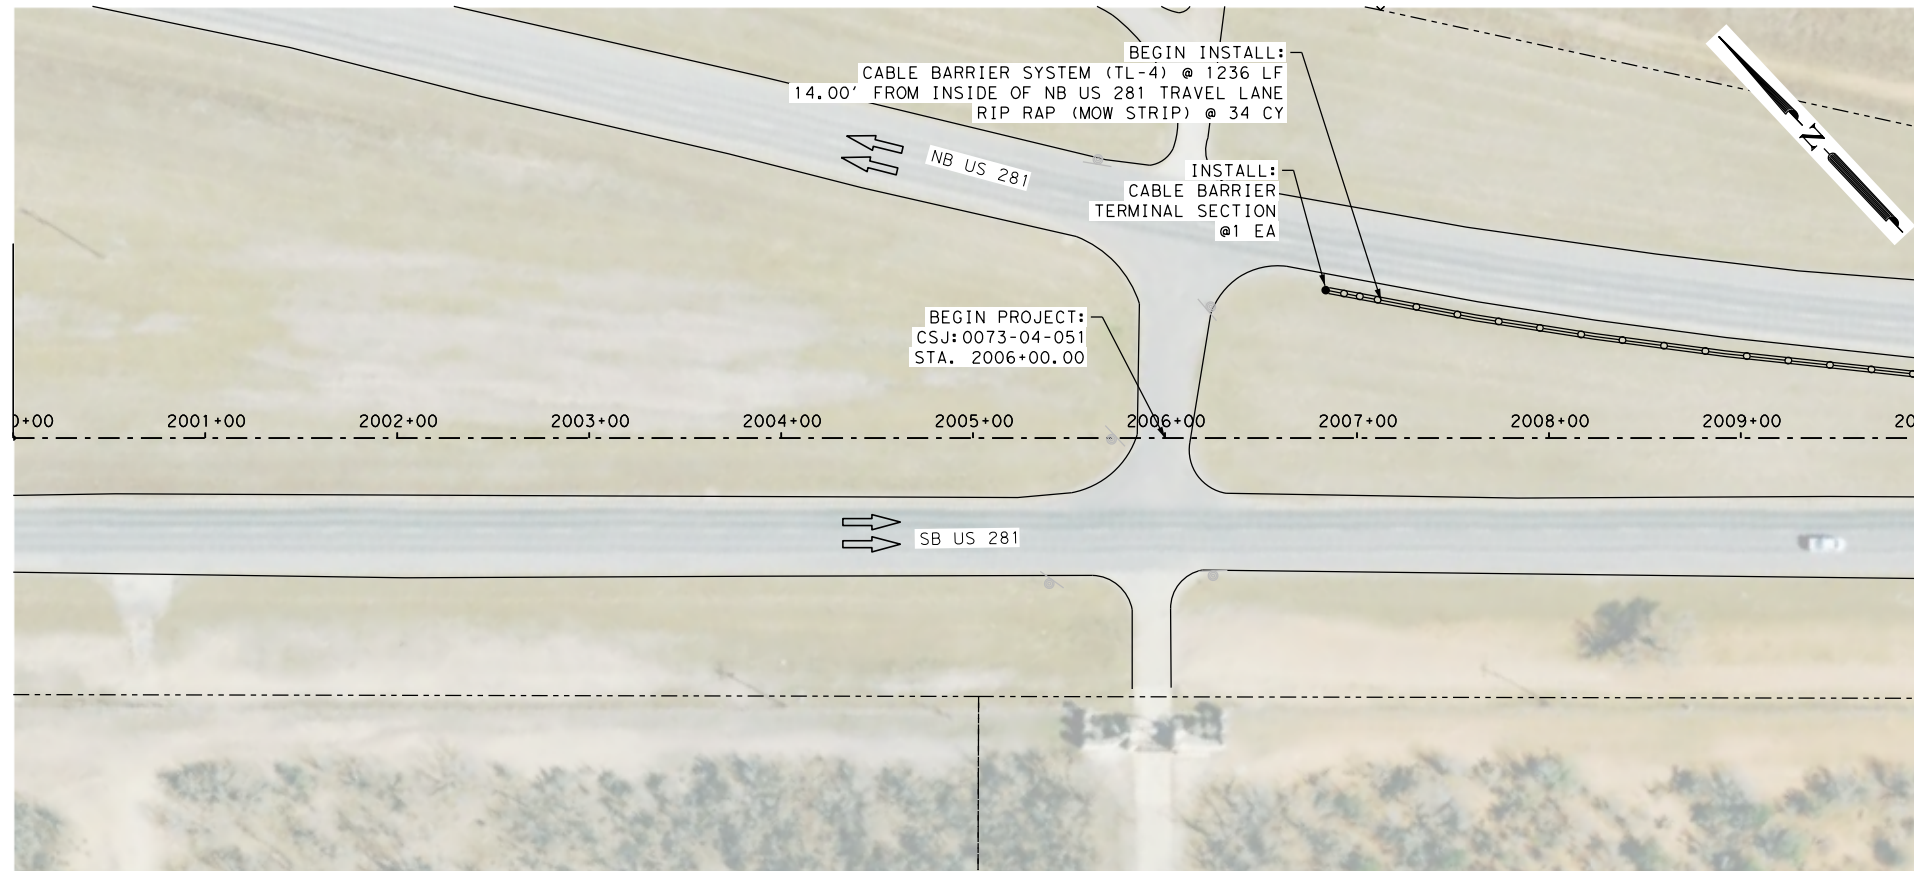 BEGIN INSTALL:
CABLE BARRIER SYSTEM (TL-4) @ 1236 LF
14.00' FROM INSIDE OF NB US 281 TRAVEL LANE
RIP RAP (MOW STRIP) @ 34 CY
N
NB US 281
INSTALL:
CABLE BARRIER
TERMINAL SECTION
@1 EA
BEGIN PROJECT:
CSJ:0073-04-051
STA. 2006+00.00
0+00 2001+00 2002+00 2003+00 2004+00 2005+00 2006+00 2007+00 2008+00 2009+00 20
SB US 281